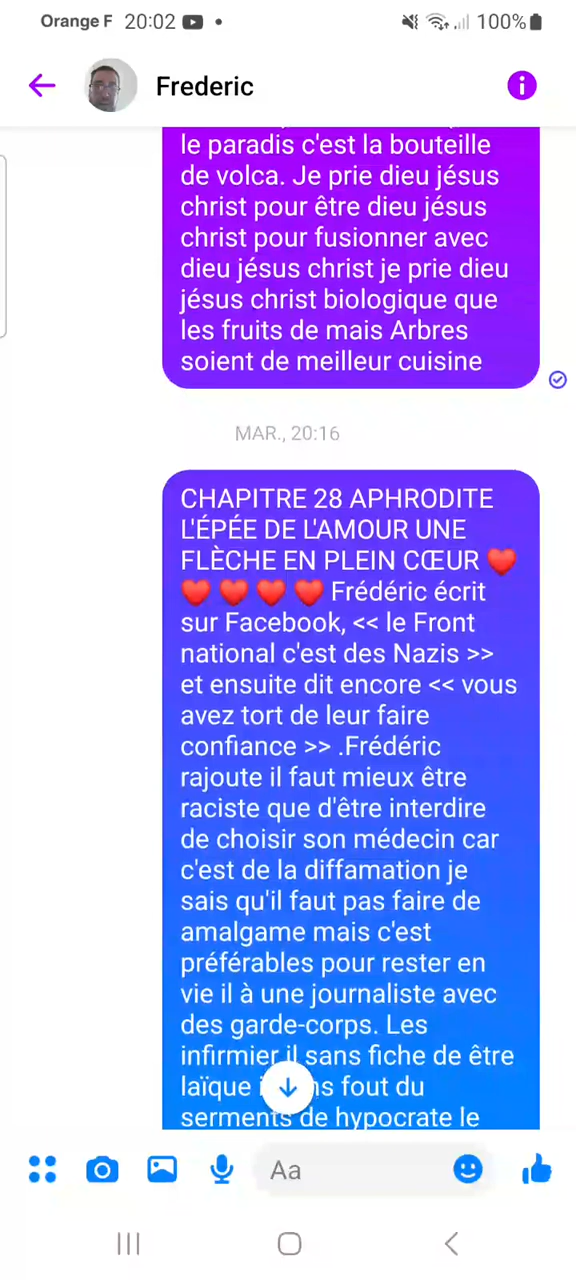 Orange F 20:02 100%
Frederic
le paradis c'est la bouteille
de volca. Je prie dieu jésus
christ pour être dieu jésus
christ pour fusionner avec
dieu jésus christ je prie dieu
jésus christ biologique que
les fruits de mais Arbres
soient de meilleur cuisine
MAR., 20:16
CHAPITRE 28 APHRODITE
L'ÉPÉE DE L'AMOUR UNE
FLÈCHE EN PLEIN CŒUR ♥️
♥️ ♥️ ♥️ ♥️ Frédéric écrit
sur Facebook, << le Front
national c'est des Nazis >>
et ensuite dit encore << vous
avez tort de leur faire
confiance >> .Frédéric
rajoute il faut mieux être
raciste que d'être interdire
de choisir son médecin car
c'est de la diffamation je
sais qu'il faut pas faire de
amalgame mais c'est
préférables pour rester en
vie il à une journaliste avec
des garde-corps. Les
infirmier il sans fiche de être
laïque fout du
serments de hypocrate le
Aa